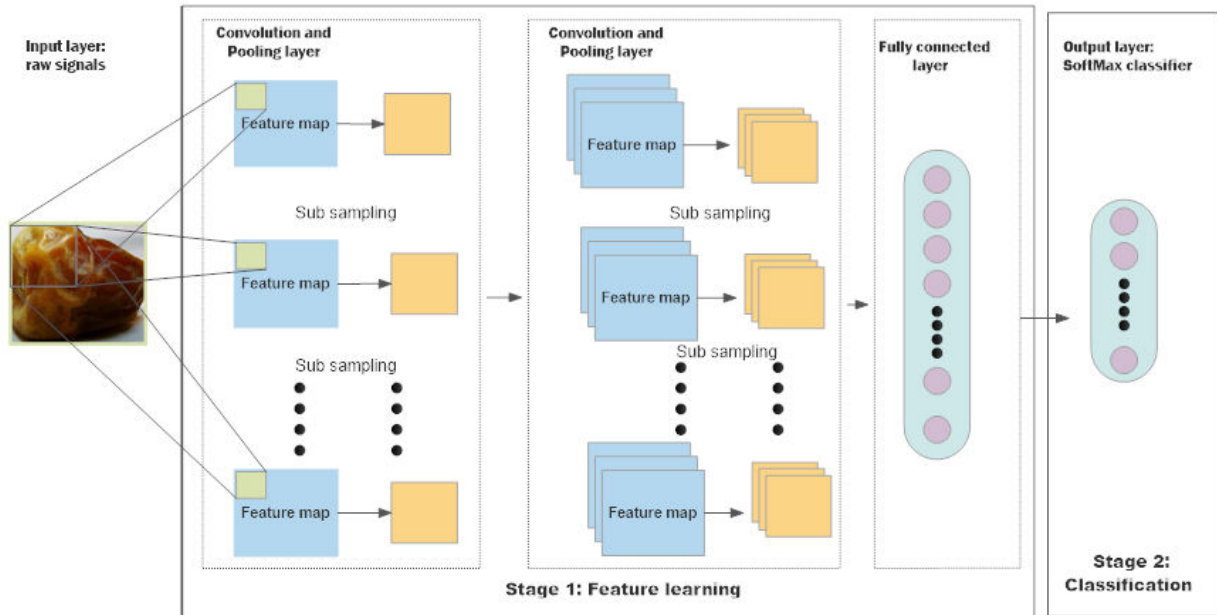 Input layer:
raw signals
Convolution and
Pooling layer
Feature map
Sub sampling
Feature map
Sub sampling
Feature map
Convolution and
Pooling layer
Feature map
Sub sampling
Feature map
Sub sampling
Feature map
Fully connected
layer
Stage 1: Feature learning
Output layer:
SoftMax classifier
Stage 2:
Classification